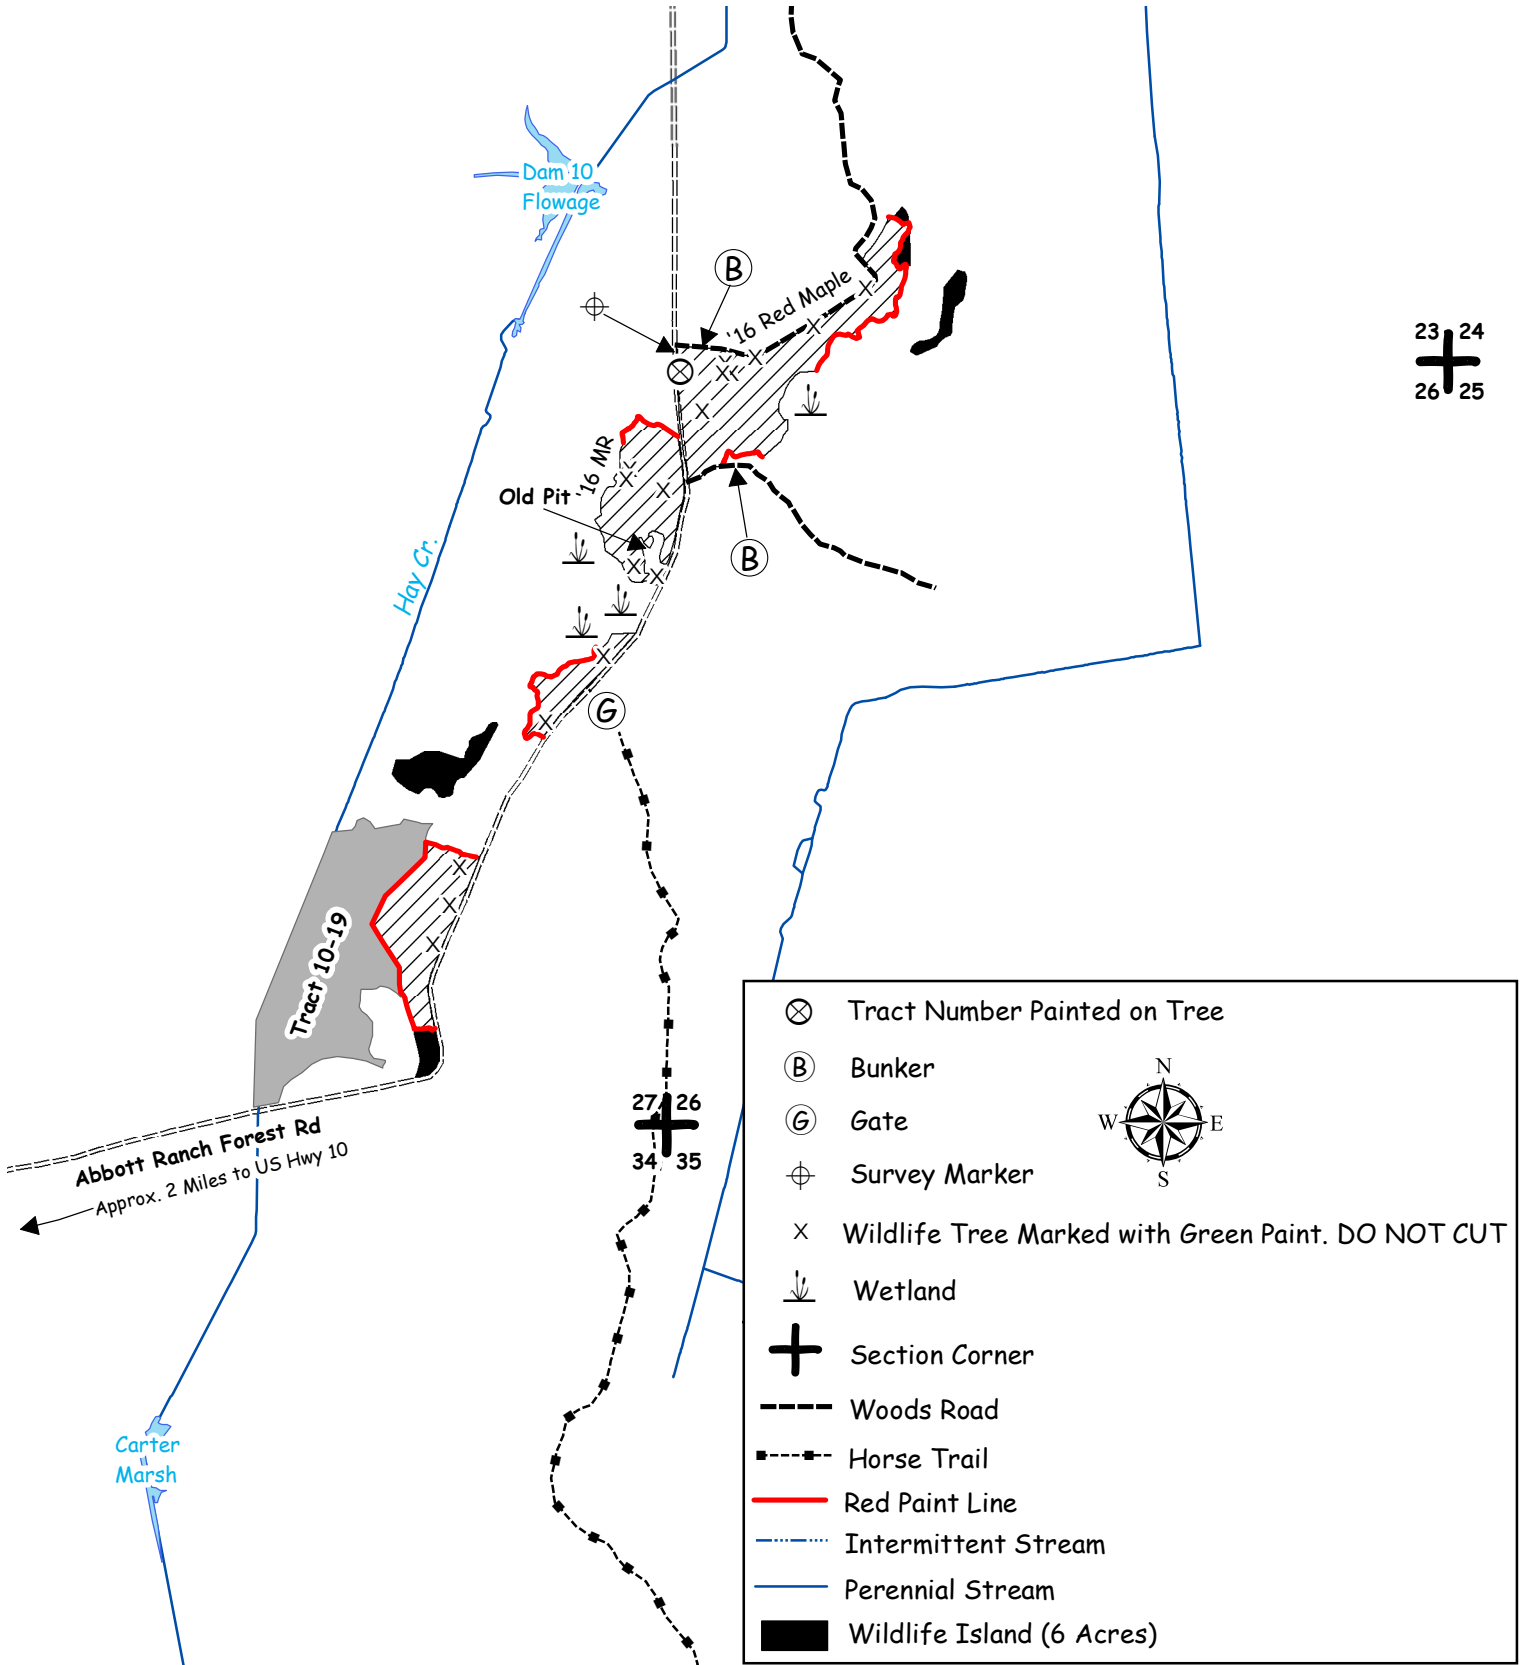 Dam 10
Flowage
B
'16 Red Maple
23 24
26 25
'16 MR
Old Pit
B
Hay Cr.
G
Tract 10-19
27 26
34 35
Abbott Ranch Forest Rd
Approx. 2 Miles to US Hwy 10
Carter
Marsh
Tract Number Painted on Tree
B Bunker
G Gate
Survey Marker
X Wildlife Tree Marked with Green Paint. DO NOT CUT
Wetland
Section Corner
Woods Road
Horse Trail
Red Paint Line
Intermittent Stream
Perennial Stream
Wildlife Island (6 Acres)
N
W E
S